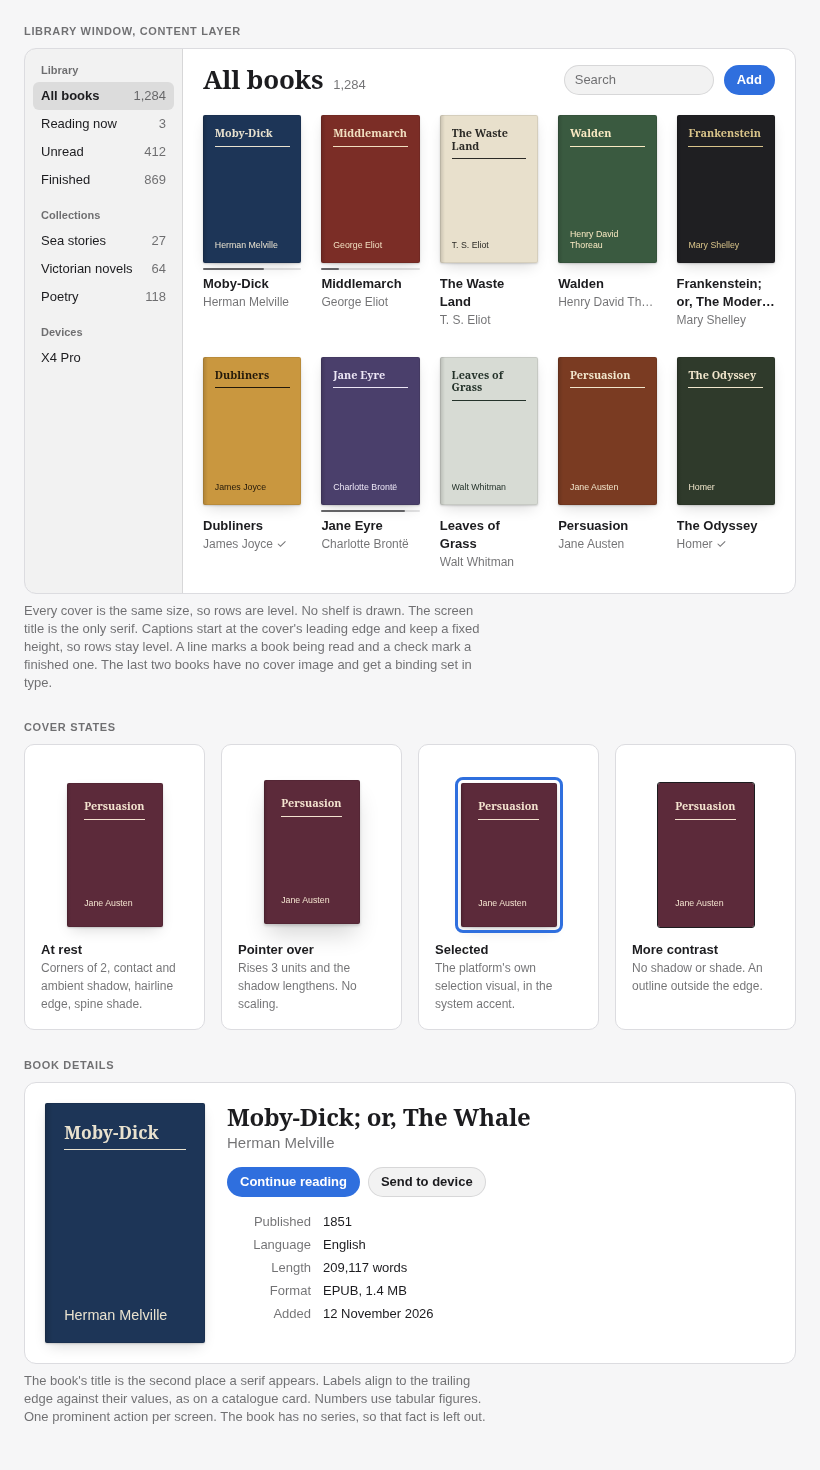 LIBRARY WINDOW, CONTENT LAYER
Library
All books 1,284
Reading now 3
Unread 412
Finished 869
Collections
Sea stories 27
Victorian novels 64
Poetry 118
Devices
X4 Pro
All books 1,284
Search
Add
Moby-Dick
Herman Melville
Middlemarch
George Eliot
The Waste
Land
T. S. Eliot
Walden
Henry David
Thoreau
Frankenstein
Mary Shelley
Moby-Dick
Herman Melville
Middlemarch
George Eliot
The Waste
Land
T. S. Eliot
Walden
Henry David Th…
Frankenstein;
or, The Moder…
Mary Shelley
Dubliners
James Joyce
Jane Eyre
Charlotte Brontë
Leaves of
Grass
Walt Whitman
Persuasion
Jane Austen
The Odyssey
Homer
Dubliners
James Joyce ✓
Jane Eyre
Charlotte Brontë
Leaves of
Grass
Walt Whitman
Persuasion
Jane Austen
The Odyssey
Homer ✓
Every cover is the same size, so rows are level. No shelf is drawn. The screen
title is the only serif. Captions start at the cover's leading edge and keep a fixed
height, so rows stay level. A line marks a book being read and a check mark a
finished one. The last two books have no cover image and get a binding set in
type.
COVER STATES
Persuasion
Jane Austen
At rest
Corners of 2, contact and
ambient shadow, hairline
edge, spine shade.
Persuasion
Jane Austen
Pointer over
Rises 3 units and the
shadow lengthens. No
scaling.
Persuasion
Jane Austen
Selected
The platform's own
selection visual, in the
system accent.
Persuasion
Jane Austen
More contrast
No shadow or shade. An
outline outside the edge.
BOOK DETAILS
Moby-Dick
Herman Melville
Moby-Dick; or, The Whale
Herman Melville
Continue reading
Send to device
Published 1851
Language English
Length 209,117 words
Format EPUB, 1.4 MB
Added 12 November 2026
The book's title is the second place a serif appears. Labels align to the trailing
edge against their values, as on a catalogue card. Numbers use tabular figures.
One prominent action per screen. The book has no series, so that fact is left out.